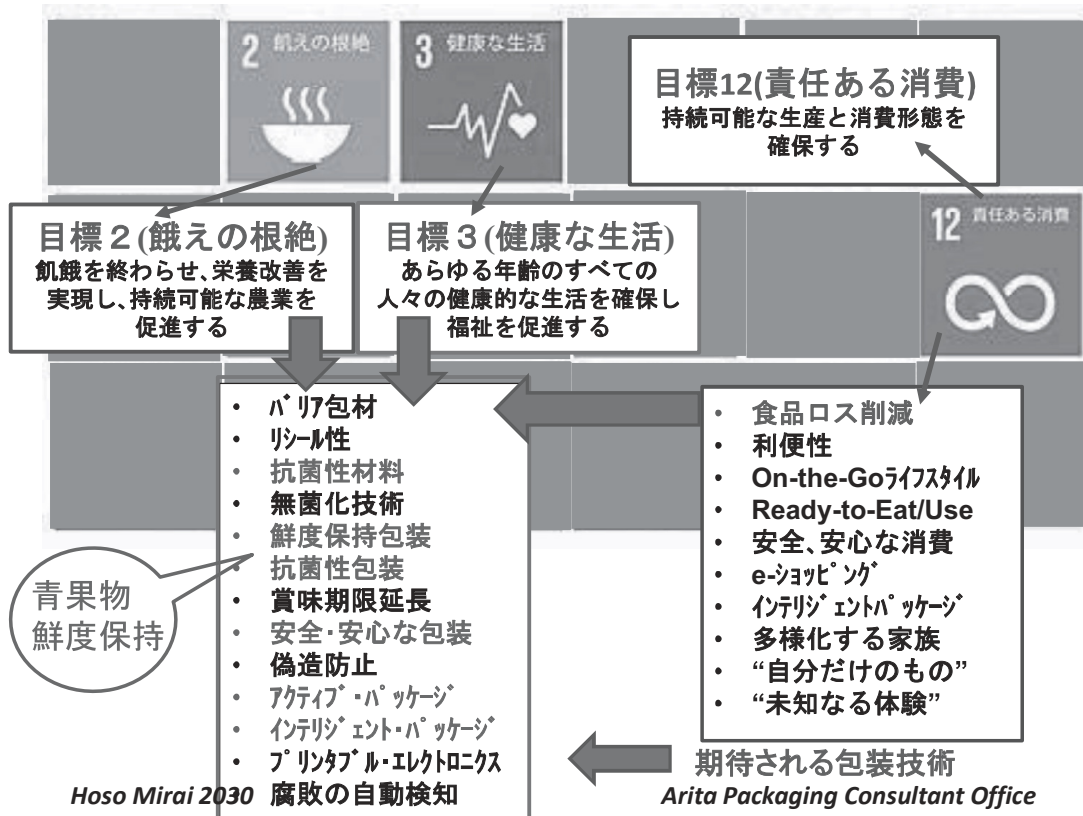 2 飢えの根絶
3 健康な生活
目標12(責任ある消費)
持続可能な生産と消費形態を
確保する
12 責任ある消費
目標２(餓えの根絶)
飢餓を終わらせ、栄養改善を
実現し、持続可能な農業を
促進する
目標３(健康な生活)
あらゆる年齢のすべての
人々の健康的な生活を確保し
福祉を促進する
・ ﾊﾞﾘｱ包材
・ ﾘｼｰﾙ性
・ 抗菌性材料
・ 無菌化技術
・ 鮮度保持包装
・ 抗菌性包装
・ 賞味期限延長
・ 安全・安心な包装
・ 偽造防止
・ ｱｸﾃｨﾌﾞ・ﾊﾟｯｹｰｼﾞ
・ ｲﾝﾃﾘｼﾞｪﾝﾄ・ﾊﾟｯｹｰｼﾞ
・ ﾌﾟﾘﾝﾀﾌﾞﾙ・ｴﾚｸﾄﾛﾆｸｽ
・ 腐敗の自動検知
青果物
鮮度保持
・ 食品ロス削減
・ 利便性
・ On-the-Goﾗｲﾌｽﾀｲﾙ
・ Ready-to-Eat/Use
・ 安全、安心な消費
・ e-ｼｮｯﾋﾟﾝｸﾞ
・ ｲﾝﾃﾘｼﾞｪﾝﾄﾊﾟｯｹｰｼﾞ
・ 多様化する家族
・ “自分だけのもの”
・ “未知なる体験”
期待される包装技術
Hoso Mirai 2030
Arita Packaging Consultant Office